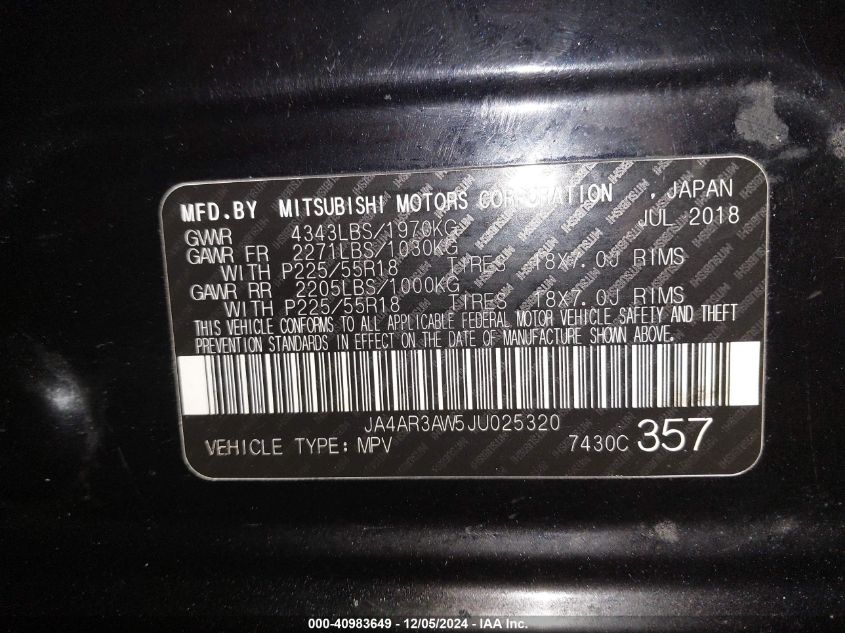 MFD.BY MITSUBISHI MOTORS CORPORATION , JAPAN
JUL 2018
GVWR 4343LBS/1970KG
GAWR FR 2271LBS/1030KG
WITH P225/55R18 TIRES 18X7.0J RIMS
GAWR RR 2205LBS/1000KG
WITH P225/55R18 TIRES 18X7.0J RIMS
THIS VEHICLE CONFORMS TO ALL APPLICABLE FEDERAL MOTOR VEHICLE SAFETY AND THEFT
PREVENTION STANDARDS IN EFFECT ON THE DATE OF MANUFACTURE SHOWN ABOVE.
JA4AR3AW5JU025320
VEHICLE TYPE: MPV 7430C 357
000-40983649 - 12/05/2024 - IAA Inc.